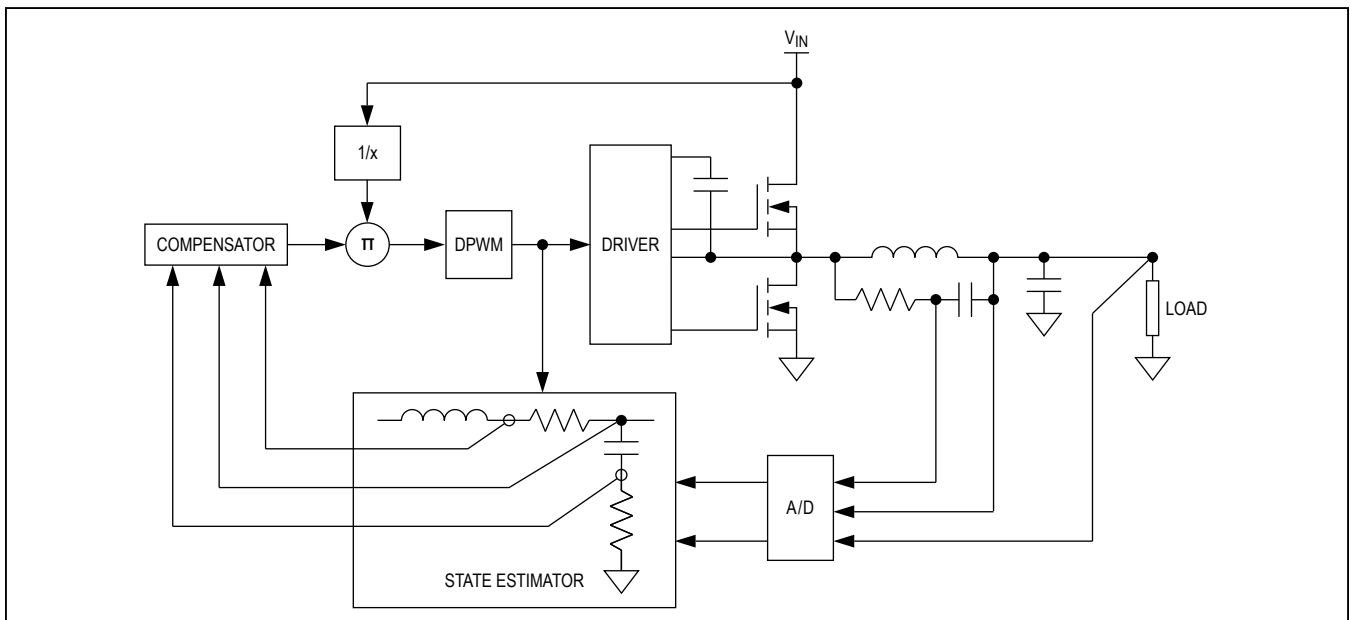 VIN
1/x
COMPENSATOR
π
DPWM
DRIVER
LOAD
A/D
STATE ESTIMATOR